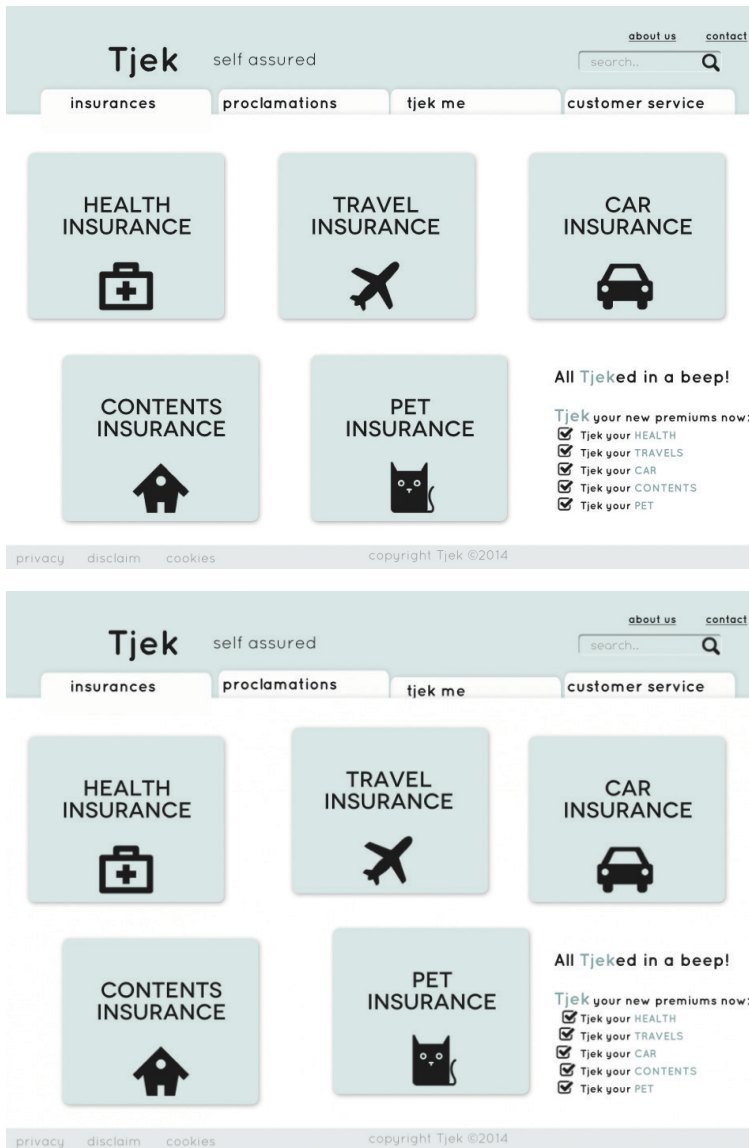 about us contact
Tjek self assured search..
insurances proclamations tjek me customer service
HEALTH
INSURANCE
TRAVEL
INSURANCE
CAR
INSURANCE
CONTENTS
INSURANCE
PET
INSURANCE
All Tjeked in a beep!
Tjek your new premiums now:
Tjek your HEALTH
Tjek your TRAVELS
Tjek your CAR
Tjek your CONTENTS
Tjek your PET
privacy disclaim cookies copyright Tjek ©2014
about us contact
Tjek self assured search..
insurances proclamations tjek me customer service
HEALTH
INSURANCE
TRAVEL
INSURANCE
CAR
INSURANCE
CONTENTS
INSURANCE
PET
INSURANCE
All Tjeked in a beep!
Tjek your new premiums now:
Tjek your HEALTH
Tjek your TRAVELS
Tjek your CAR
Tjek your CONTENTS
Tjek your PET
privacy disclaim cookies copyright Tjek ©2014